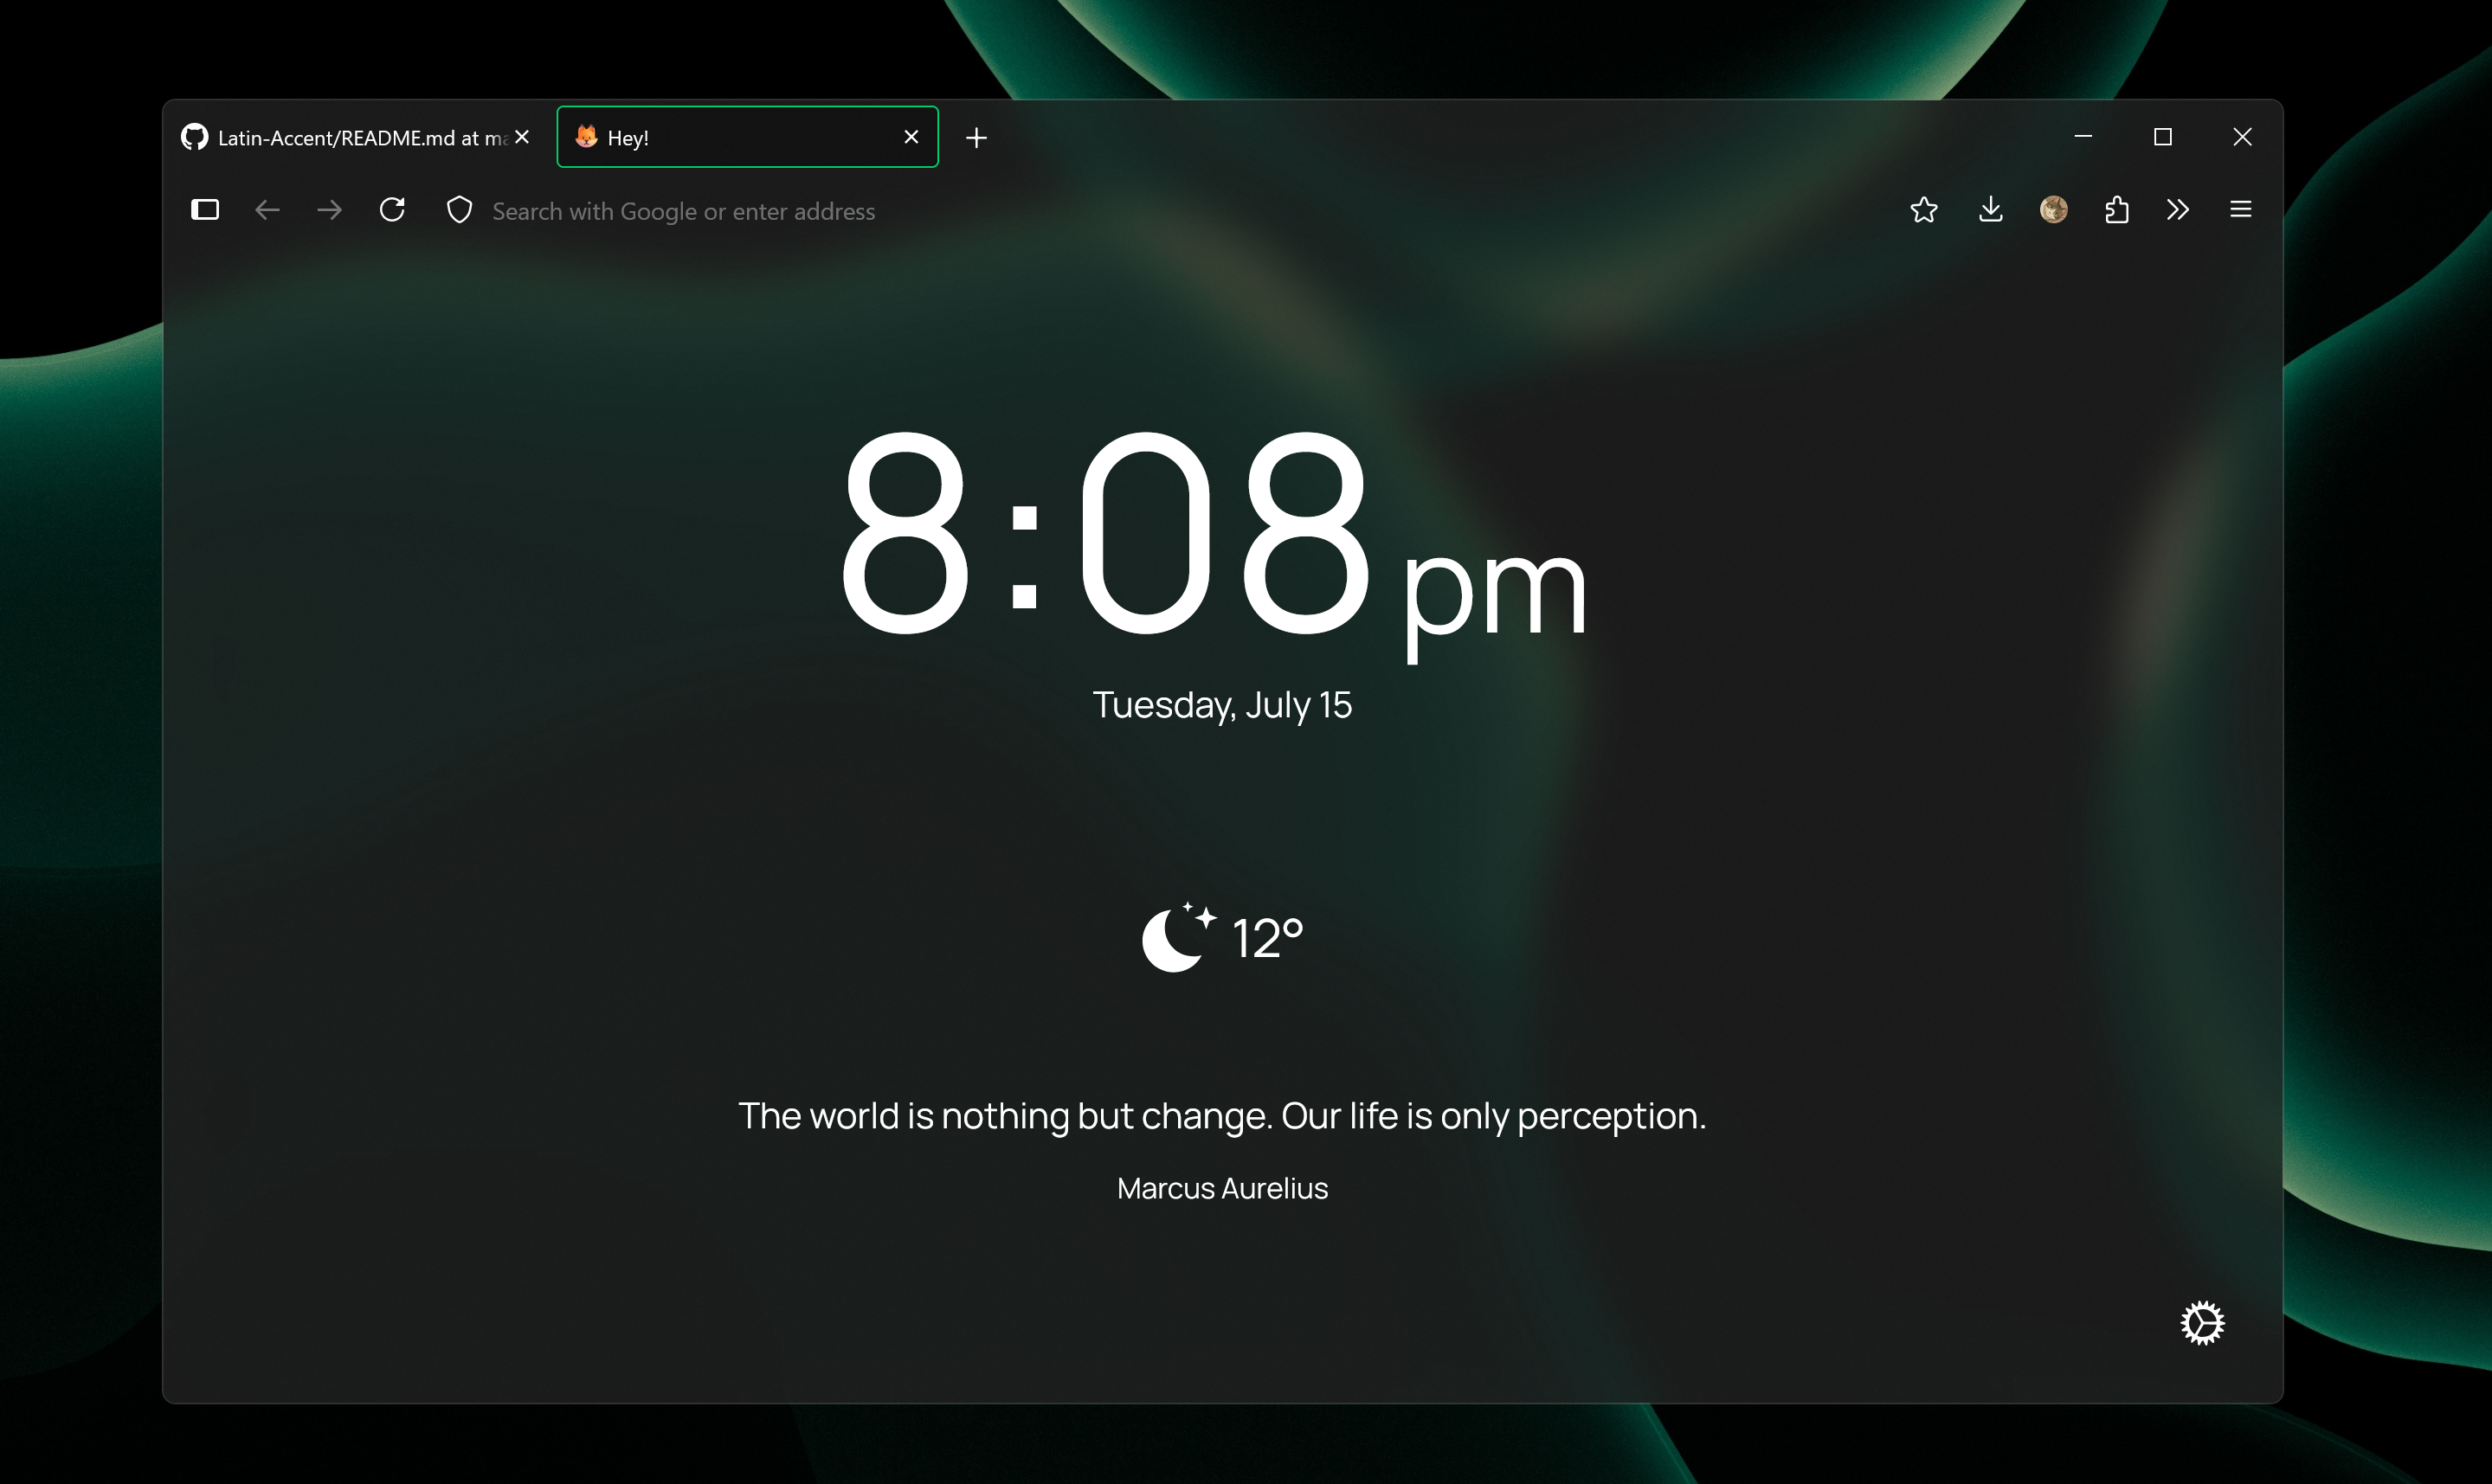 Latin-Accent/README.md at ma
Hey!
Search with Google or enter address
8:08 pm
Tuesday, July 15
12°
The world is nothing but change. Our life is only perception.
Marcus Aurelius